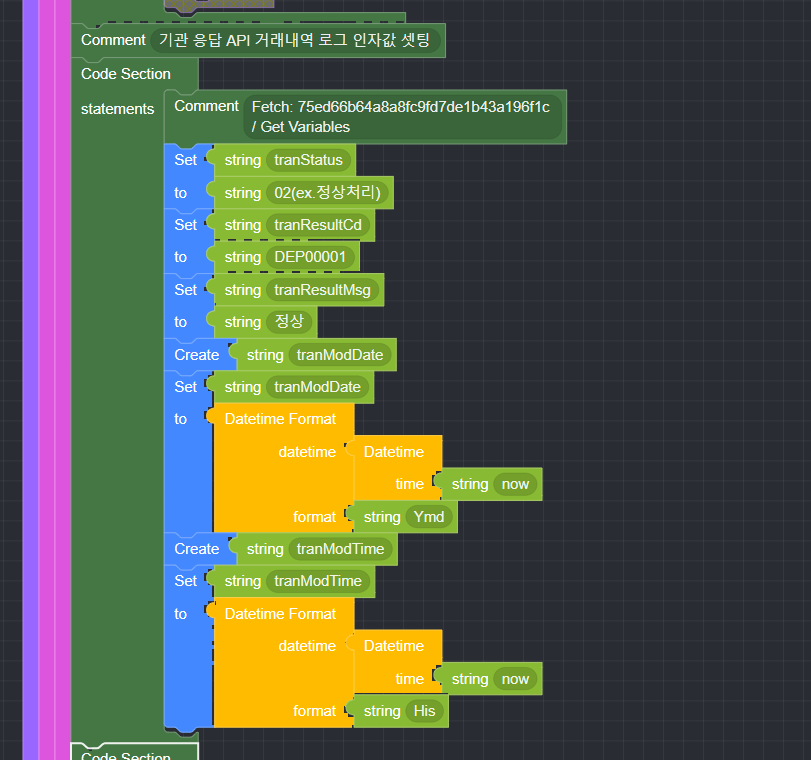 Comment 기관 응답 API 거래내역 로그 인자값 셋팅
Code Section
statements Comment Fetch: 75ed66b64a8a8fc9fd7de1b43a196f1c
/ Get Variables
Set string tranStatus
to string 02(ex.정상처리)
Set string tranResultCd
to string DEP00001
Set string tranResultMsg
to string 정상
Create string tranModDate
Set string tranModDate
to Datetime Format
datetime Datetime
time string now
format string Ymd
Create string tranModTime
Set string tranModTime
to Datetime Format
datetime Datetime
time string now
format string His
Code Section